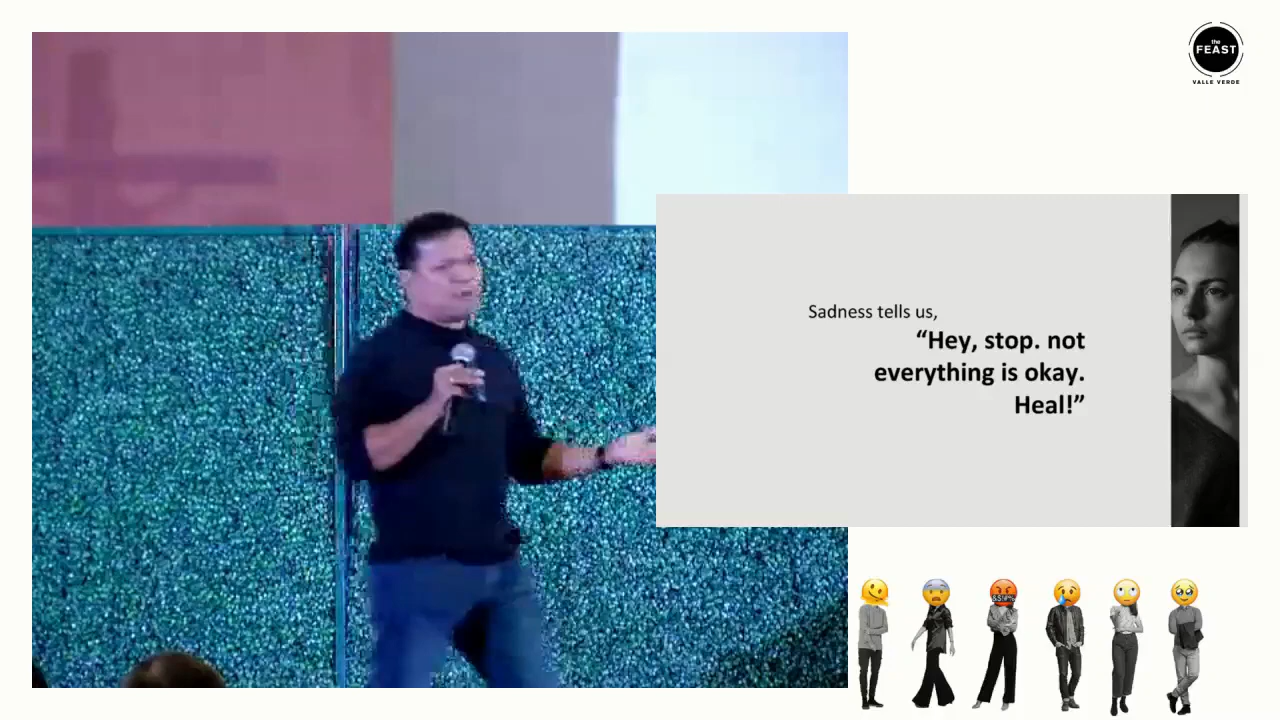 the
FEAST
VALLE VERDE
Sadness tells us,
“Hey, stop. not
everything is okay.
Heal!”
&$!#%